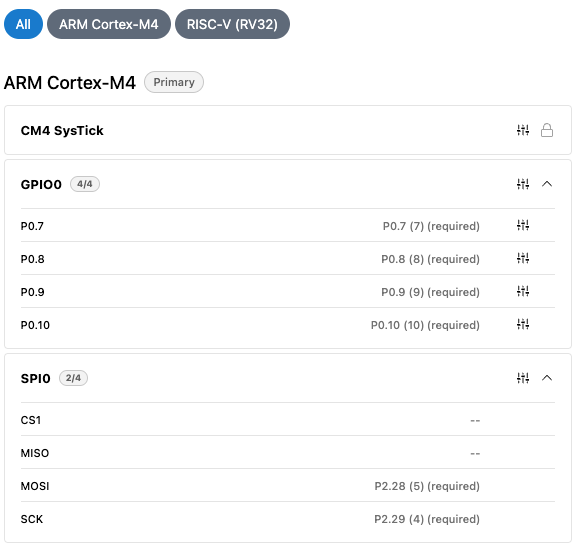 All ARM Cortex-M4 RISC-V (RV32)
ARM Cortex-M4 Primary
CM4 SysTick
GPIO0 4/4
P0.7 P0.7 (7) (required)
P0.8 P0.8 (8) (required)
P0.9 P0.9 (9) (required)
P0.10 P0.10 (10) (required)
SPI0 2/4
CS1 --
MISO --
MOSI P2.28 (5) (required)
SCK P2.29 (4) (required)